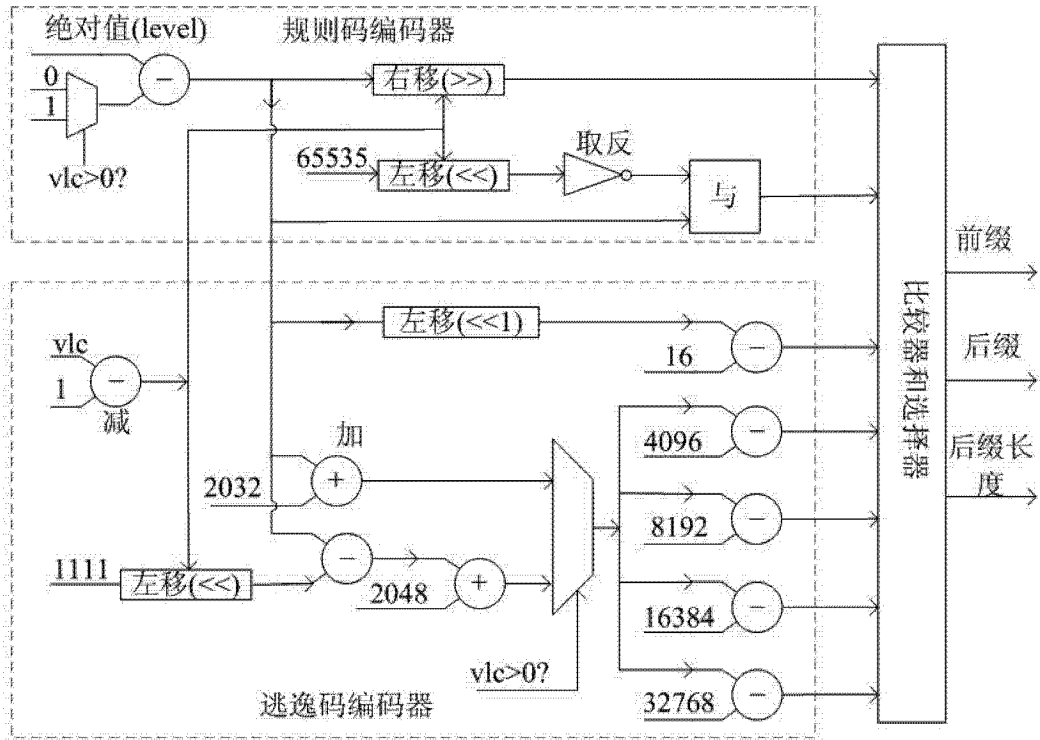 绝对值(level)
规则码编码器
0
1
vlc>0?
−
右移(>>)
65535
左移(<<)
取反
与
前缀
后缀
后缀长度
比较器和选择器
vlc
1
−
减
左移(<<1)
16
−
加
2032
+
4096
−
8192
−
1111
左移(<<)
−
2048
+
16384
−
vlc>0?
32768
−
逃逸码编码器